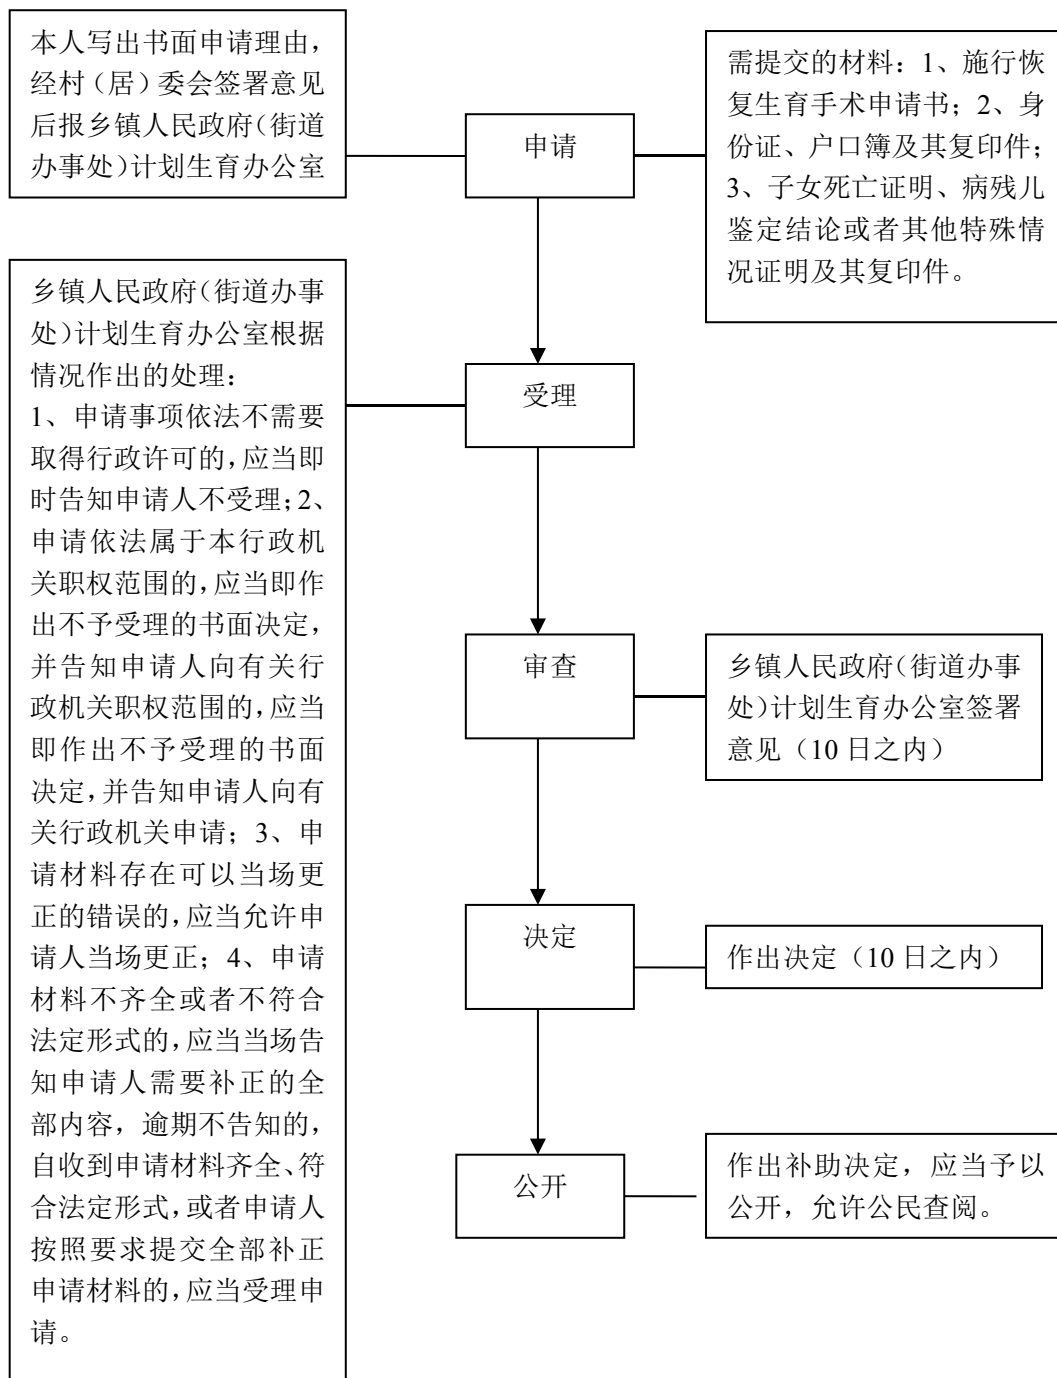 本人写出书面申请理由，
经村（居）委会签署意见
后报乡镇人民政府（街道
办事处）计划生育办公室
申请
需提交的材料：1、施行恢
复生育手术申请书；2、身
份证、户口簿及其复印件；
3、子女死亡证明、病残儿
鉴定结论或者其他特殊情
况证明及其复印件。
乡镇人民政府（街道办事
处）计划生育办公室根据
情况作出的处理：
1、申请事项依法不需要
取得行政许可的，应当即
时告知申请人不受理；2、
申请依法属于本行政机
关职权范围的，应当即作
出不予受理的书面决定，
并告知申请人向有关行
政机关职权范围的，应当
即作出不予受理的书面
决定，并告知申请人向有
关行政机关申请；3、申
请材料存在可以当场更
正的错误的，应当允许申
请人当场更正；4、申请
材料不齐全或者不符合
法定形式的，应当当场告
知申请人需要补正的全
部内容，逾期不告知的，
自收到申请材料齐全、符
合法定形式，或者申请人
按照要求提交全部补正
申请材料的，应当受理申
请。
受理
审查
乡镇人民政府（街道办事
处）计划生育办公室签署
意见（10 日之内）
决定
作出决定（10 日之内）
公开
作出补助决定，应当予以
公开，允许公民查阅。